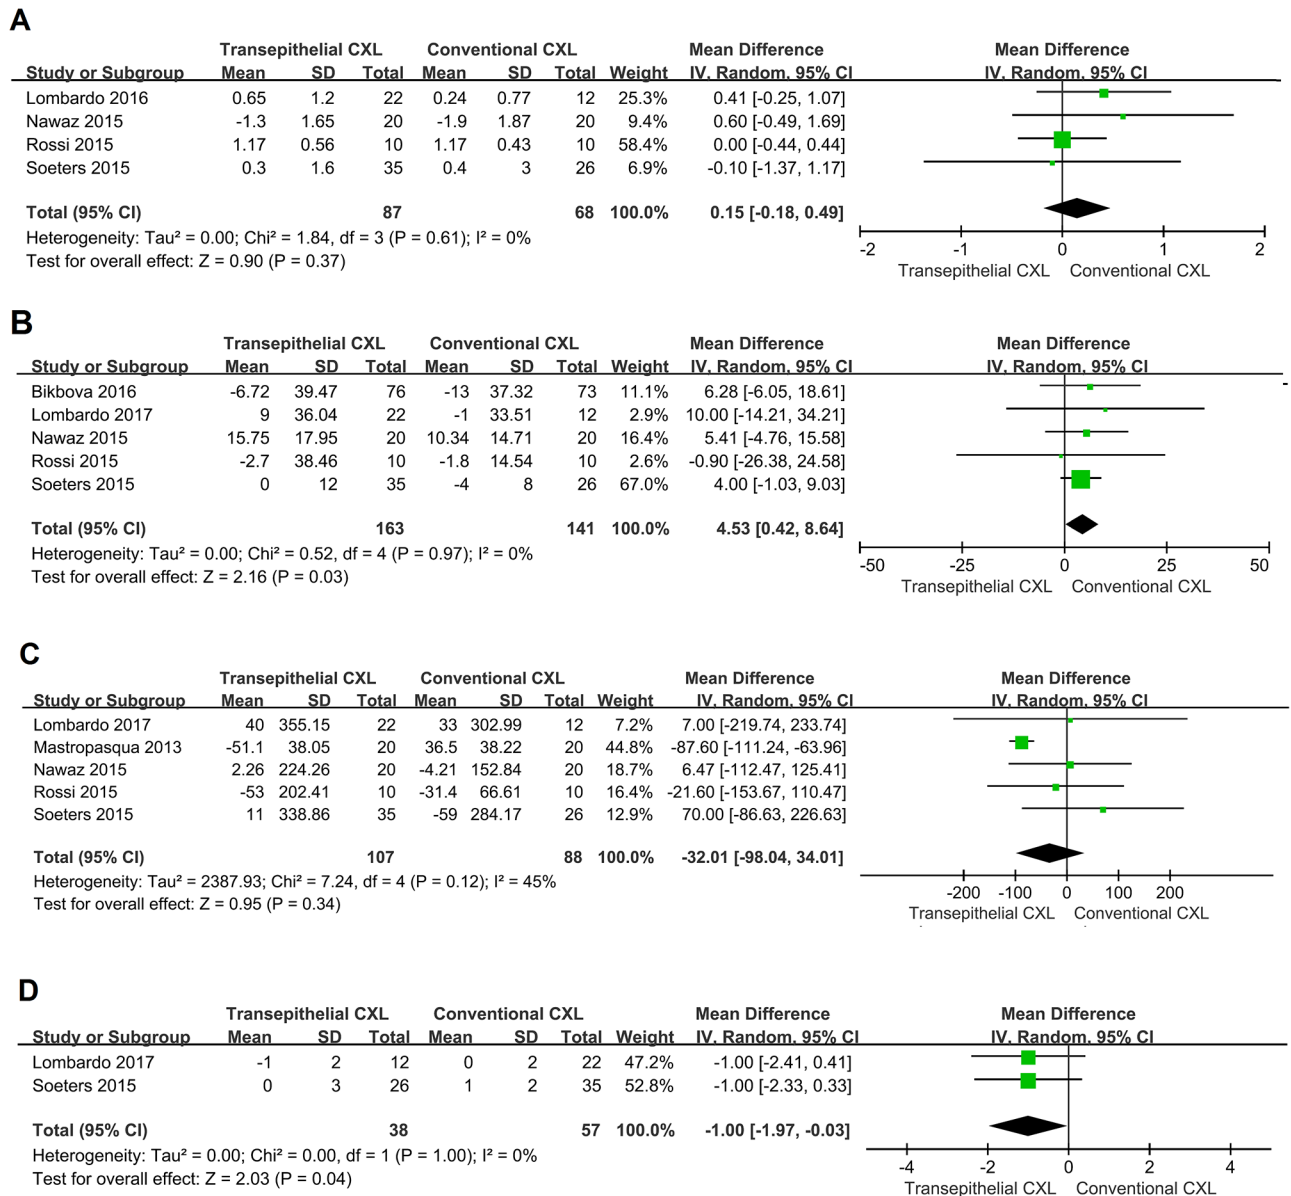 A
Transepithelial CXL Conventional CXL Mean Difference Mean Difference
Study or Subgroup Mean SD Total Mean SD Total Weight IV, Random, 95% CI IV, Random, 95% CI
Lombardo 2016 0.65 1.2 22 0.24 0.77 12 25.3% 0.41 [-0.25, 1.07]
Nawaz 2015 -1.3 1.65 20 -1.9 1.87 20 9.4% 0.60 [-0.49, 1.69]
Rossi 2015 1.17 0.56 10 1.17 0.43 10 58.4% 0.00 [-0.44, 0.44]
Soeters 2015 0.3 1.6 35 0.4 3 26 6.9% -0.10 [-1.37, 1.17]
Total (95% CI) 87 68 100.0% 0.15 [-0.18, 0.49]
Heterogeneity: Tau² = 0.00; Chi² = 1.84, df = 3 (P = 0.61); I² = 0%
Test for overall effect: Z = 0.90 (P = 0.37)
-2 -1 0 1 2
Transepithelial CXL Conventional CXL
B
Transepithelial CXL Conventional CXL Mean Difference Mean Difference
Study or Subgroup Mean SD Total Mean SD Total Weight IV, Random, 95% CI IV, Random, 95% CI
Bikbova 2016 -6.72 39.47 76 -13 37.32 73 11.1% 6.28 [-6.05, 18.61]
Lombardo 2017 9 36.04 22 -1 33.51 12 2.9% 10.00 [-14.21, 34.21]
Nawaz 2015 15.75 17.95 20 10.34 14.71 20 16.4% 5.41 [-4.76, 15.58]
Rossi 2015 -2.7 38.46 10 -1.8 14.54 10 2.6% -0.90 [-26.38, 24.58]
Soeters 2015 0 12 35 -4 8 26 67.0% 4.00 [-1.03, 9.03]
Total (95% CI) 163 141 100.0% 4.53 [0.42, 8.64]
Heterogeneity: Tau² = 0.00; Chi² = 0.52, df = 4 (P = 0.97); I² = 0%
Test for overall effect: Z = 2.16 (P = 0.03)
-50 -25 0 25 50
Transepithelial CXL Conventional CXL
C
Transepithelial CXL Conventional CXL Mean Difference Mean Difference
Study or Subgroup Mean SD Total Mean SD Total Weight IV, Random, 95% CI IV, Random, 95% CI
Lombardo 2017 40 355.15 22 33 302.99 12 7.2% 7.00 [-219.74, 233.74]
Mastropasqua 2013 -51.1 38.05 20 36.5 38.22 20 44.8% -87.60 [-111.24, -63.96]
Nawaz 2015 2.26 224.26 20 -4.21 152.84 20 18.7% 6.47 [-112.47, 125.41]
Rossi 2015 -53 202.41 10 -31.4 66.61 10 16.4% -21.60 [-153.67, 110.47]
Soeters 2015 11 338.86 35 -59 284.17 26 12.9% 70.00 [-86.63, 226.63]
Total (95% CI) 107 88 100.0% -32.01 [-98.04, 34.01]
Heterogeneity: Tau² = 2387.93; Chi² = 7.24, df = 4 (P = 0.12); I² = 45%
Test for overall effect: Z = 0.95 (P = 0.34)
-200 -100 0 100 200
Transepithelial CXL Conventional CXL
D
Transepithelial CXL Conventional CXL Mean Difference Mean Difference
Study or Subgroup Mean SD Total Mean SD Total Weight IV, Random, 95% CI IV, Random, 95% CI
Lombardo 2017 -1 2 12 0 2 22 47.2% -1.00 [-2.41, 0.41]
Soeters 2015 0 3 26 1 2 35 52.8% -1.00 [-2.33, 0.33]
Total (95% CI) 38 57 100.0% -1.00 [-1.97, -0.03]
Heterogeneity: Tau² = 0.00; Chi² = 0.00, df = 1 (P = 1.00); I² = 0%
Test for overall effect: Z = 2.03 (P = 0.04)
-4 -2 0 2 4
Transepithelial CXL Conventional CXL